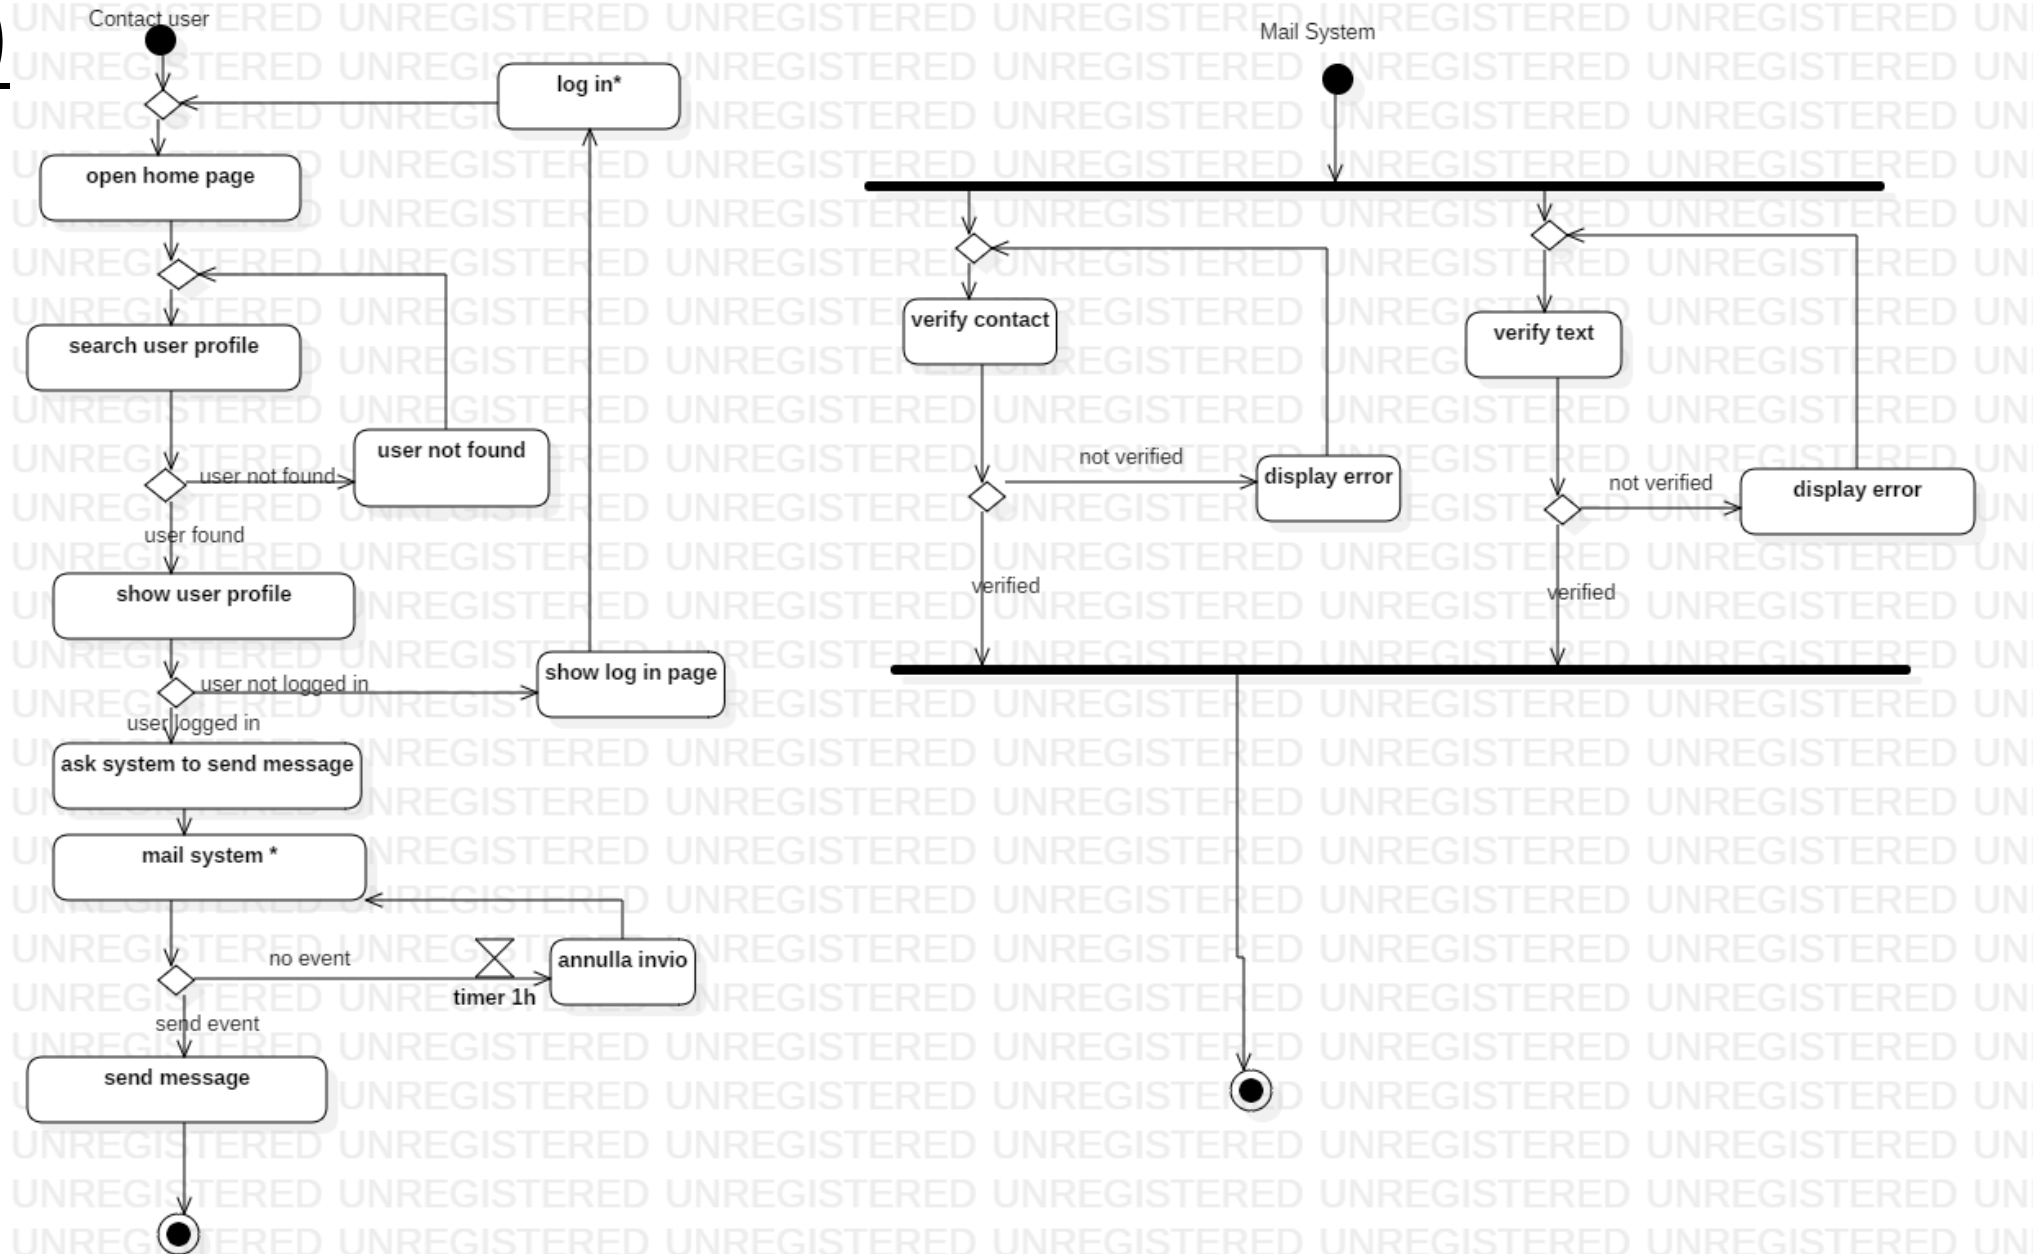 Contact user
log in*
open home page
search user profile
user not found
user not found
user found
show user profile
user not logged in
show log in page
user logged in
ask system to send message
mail system *
no event
timer 1h
annulla invio
send event
send message
Mail System
verify contact
not verified
display error
verified
verify text
not verified
display error
verified
UNREGISTERED